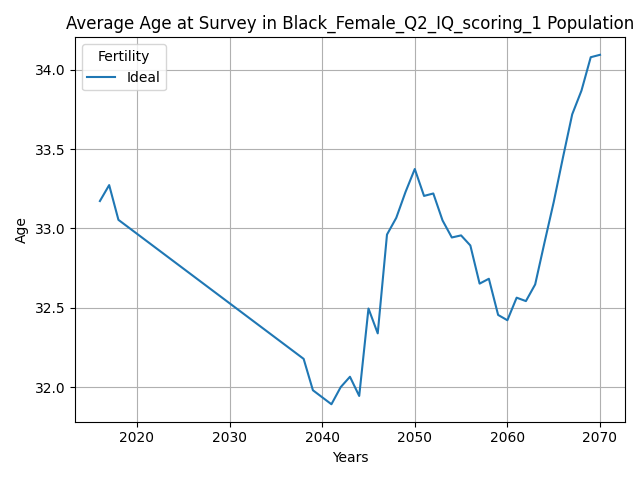 Average Age at Survey in Black_Female_Q2_IQ_scoring_1 Population
Fertility
Ideal
34.0
33.5
33.0
32.5
32.0
Age
2020 2030 2040 2050 2060 2070
Years